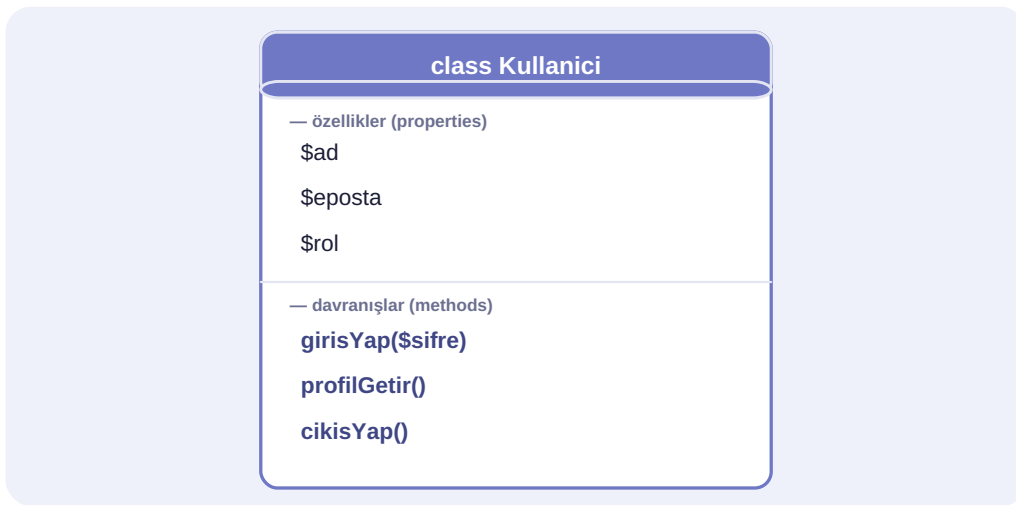 class Kullanici
— özellikler (properties)
$ad
$eposta
$rol
— davranışlar (methods)
girisYap($sifre)
profilGetir()
cikisYap()